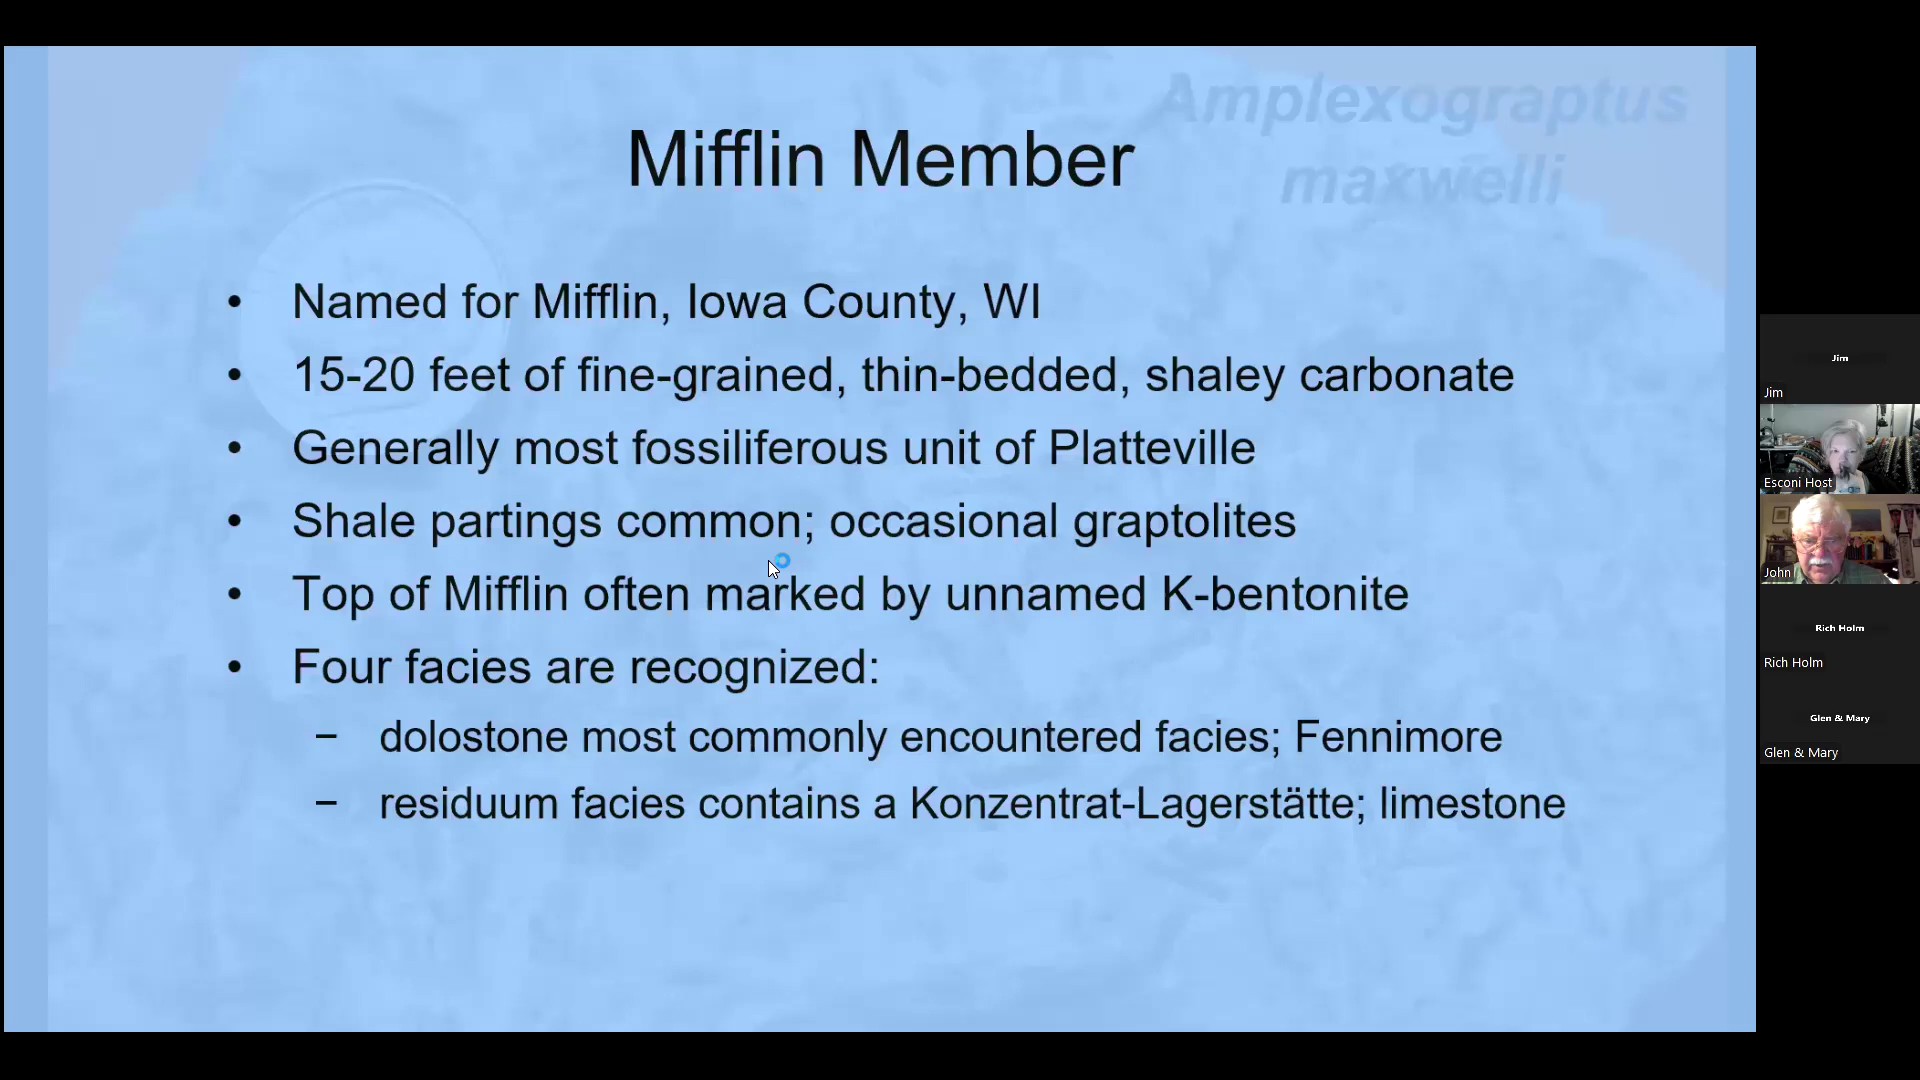 Amplexograptus
maxwelli
Mifflin Member
• Named for Mifflin, Iowa County, WI
• 15-20 feet of fine-grained, thin-bedded, shaley carbonate
• Generally most fossiliferous unit of Platteville
• Shale partings common; occasional graptolites
• Top of Mifflin often marked by unnamed K-bentonite
• Four facies are recognized:
– dolostone most commonly encountered facies; Fennimore
– residuum facies contains a Konzentrat-Lagerstätte; limestone
Jim
Jim
Esconi Host
John
Rich Holm
Rich Holm
Glen & Mary
Glen & Mary